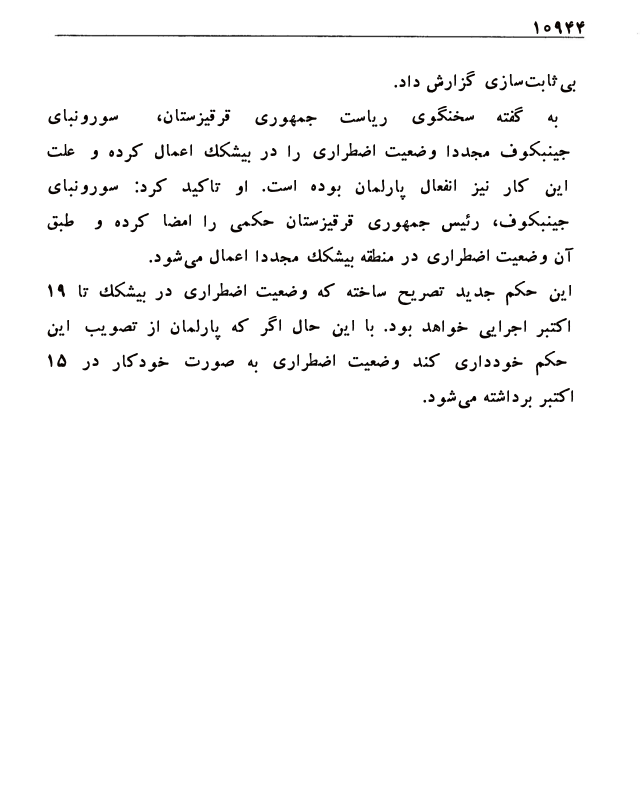 ۱۰۹۴۴
بی‌ثابت‌سازی گزارش داد.
به گفته سخنگوی ریاست جمهوری قرقیزستان، سورونبای
جینبکوف مجددا وضعیت اضطراری را در بیشکک اعمال کرده و علت
این کار نیز انفعال پارلمان بوده است. او تاکید کرد: سورونبای
جینبکوف، رئیس جمهوری قرقیزستان حکمی را امضا کرده و طبق
آن وضعیت اضطراری در منطقه بیشکک مجددا اعمال می‌شود.
این حکم جدید تصریح ساخته که وضعیت اضطراری در بیشکک تا ۱۹
اکتبر اجرایی خواهد بود. با این حال اگر که پارلمان از تصویب این
حکم خودداری کند وضعیت اضطراری به صورت خودکار در ۱۵
اکتبر برداشته می‌شود.